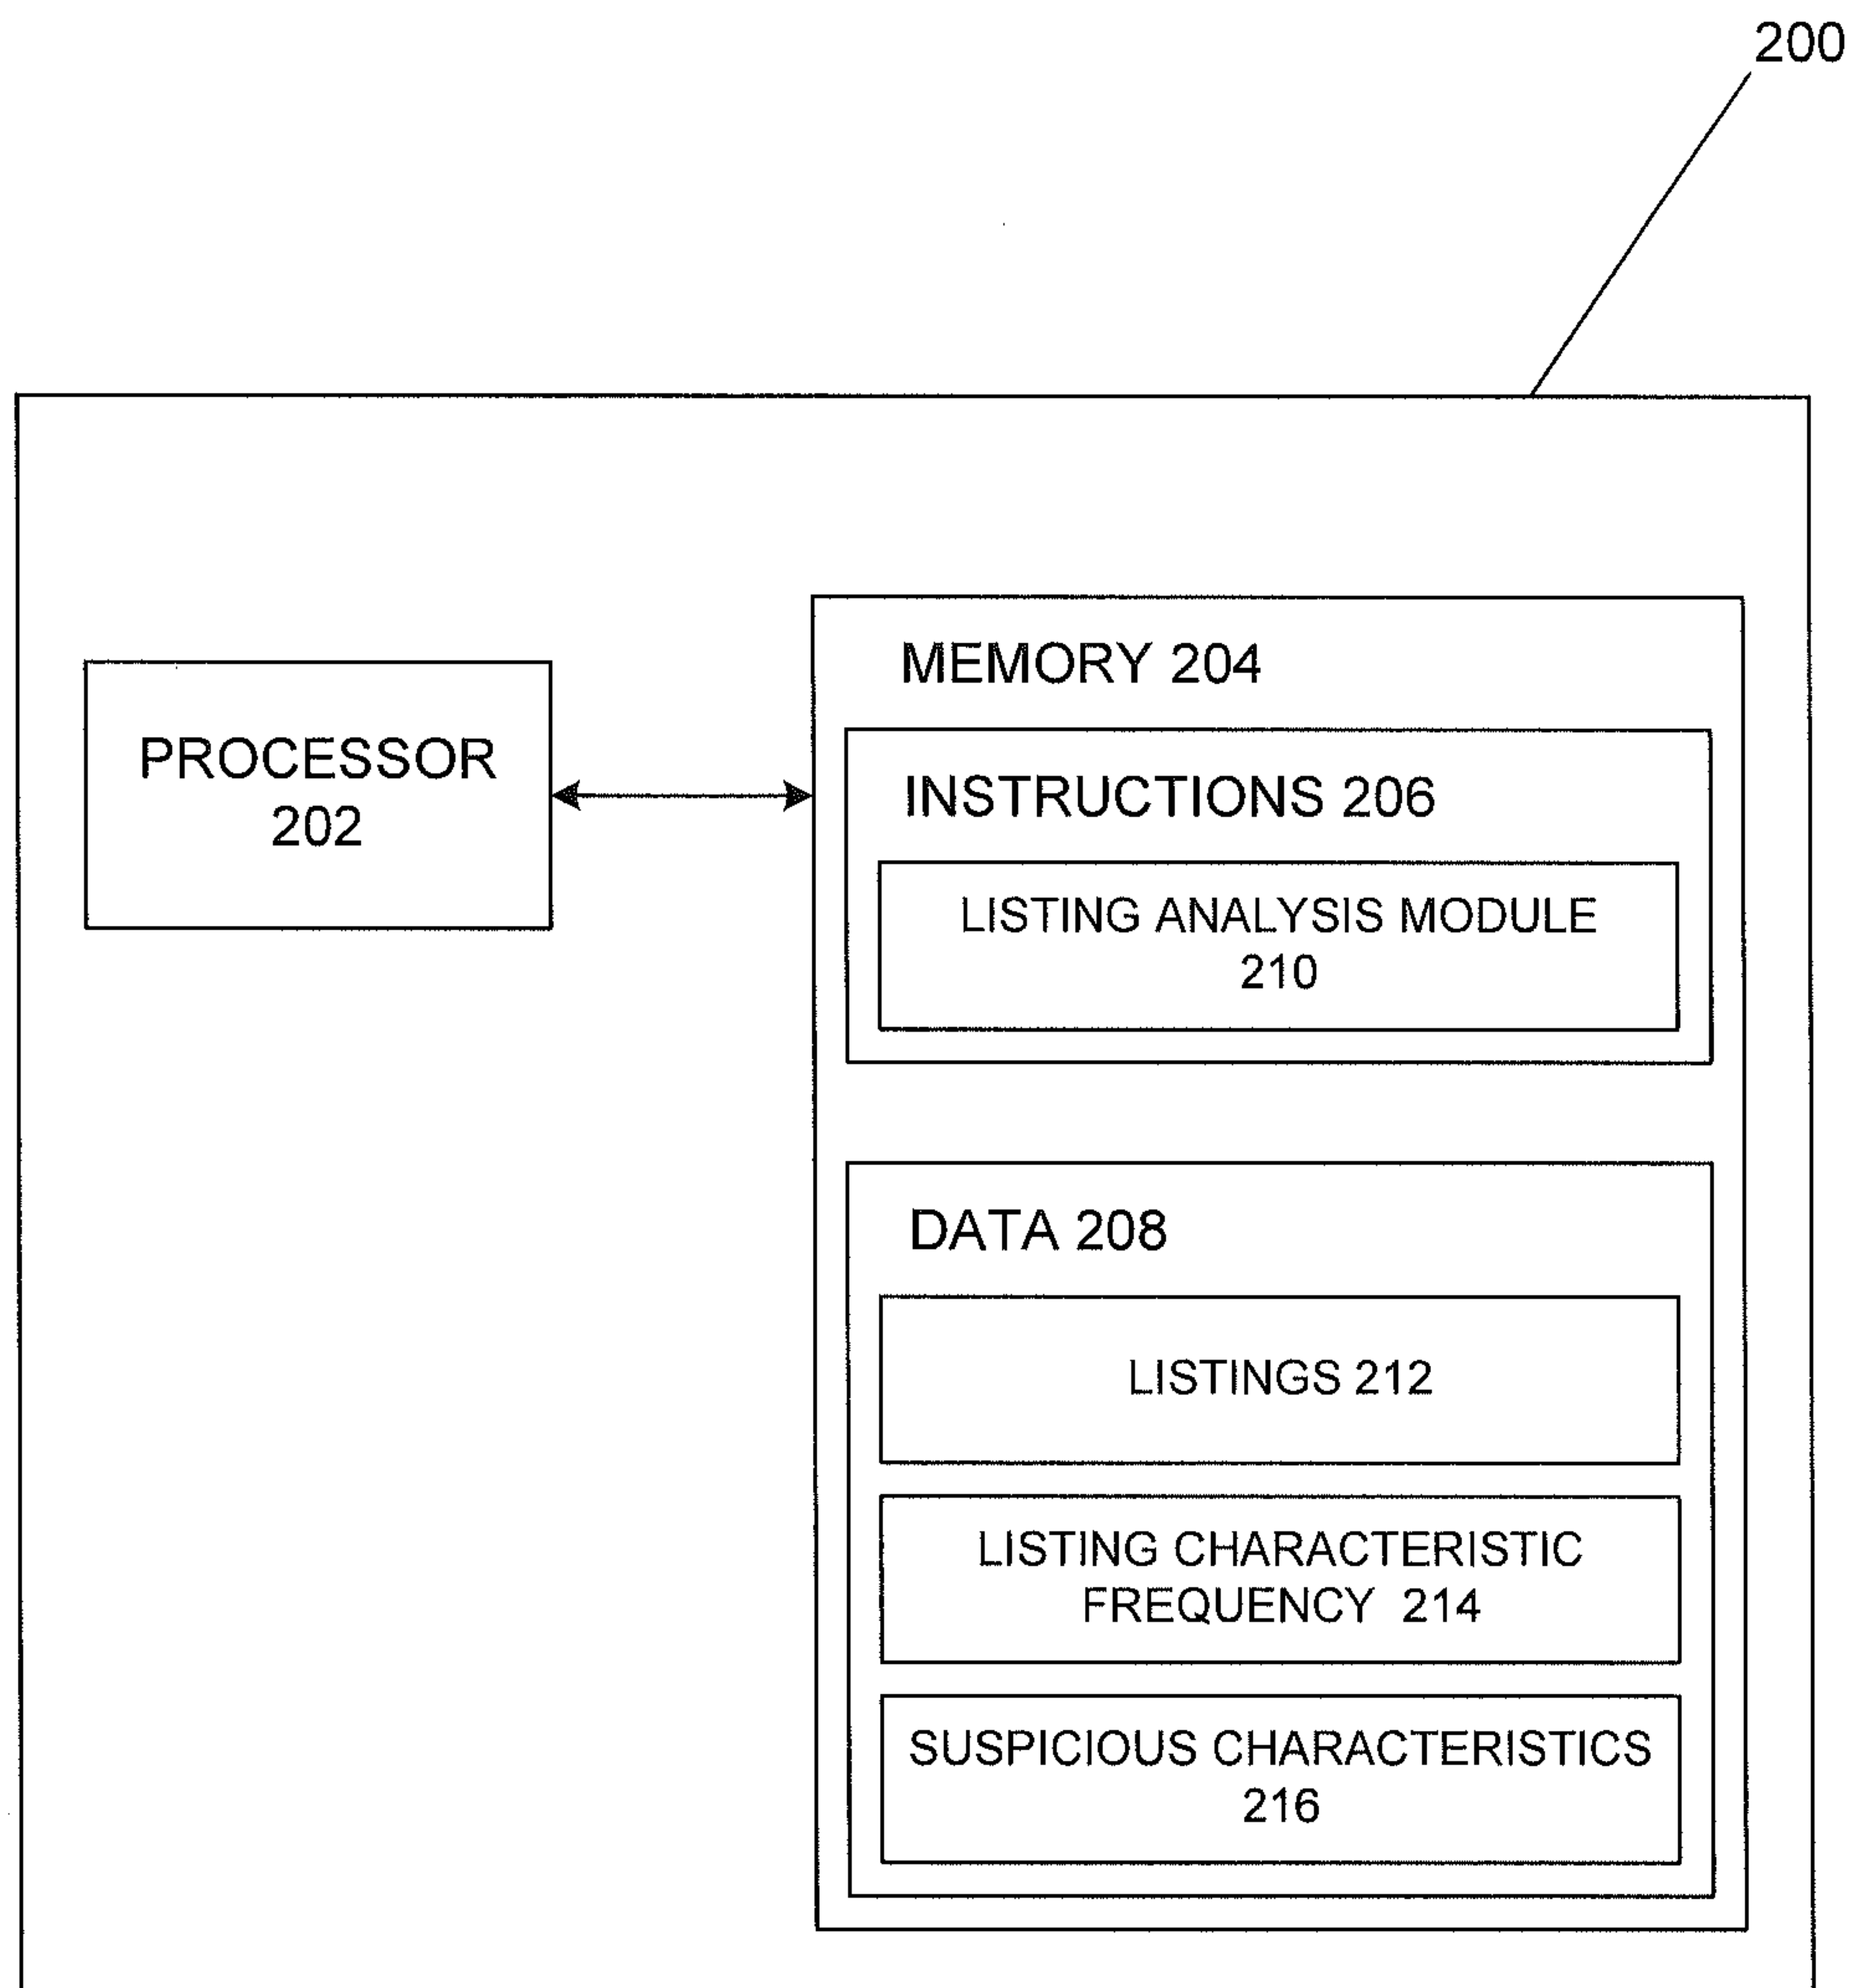 200
MEMORY 204
PROCESSOR
202
INSTRUCTIONS 206
LISTING ANALYSIS MODULE
210
DATA 208
LISTINGS 212
LISTING CHARACTERISTIC
FREQUENCY 214
SUSPICIOUS CHARACTERISTICS
216